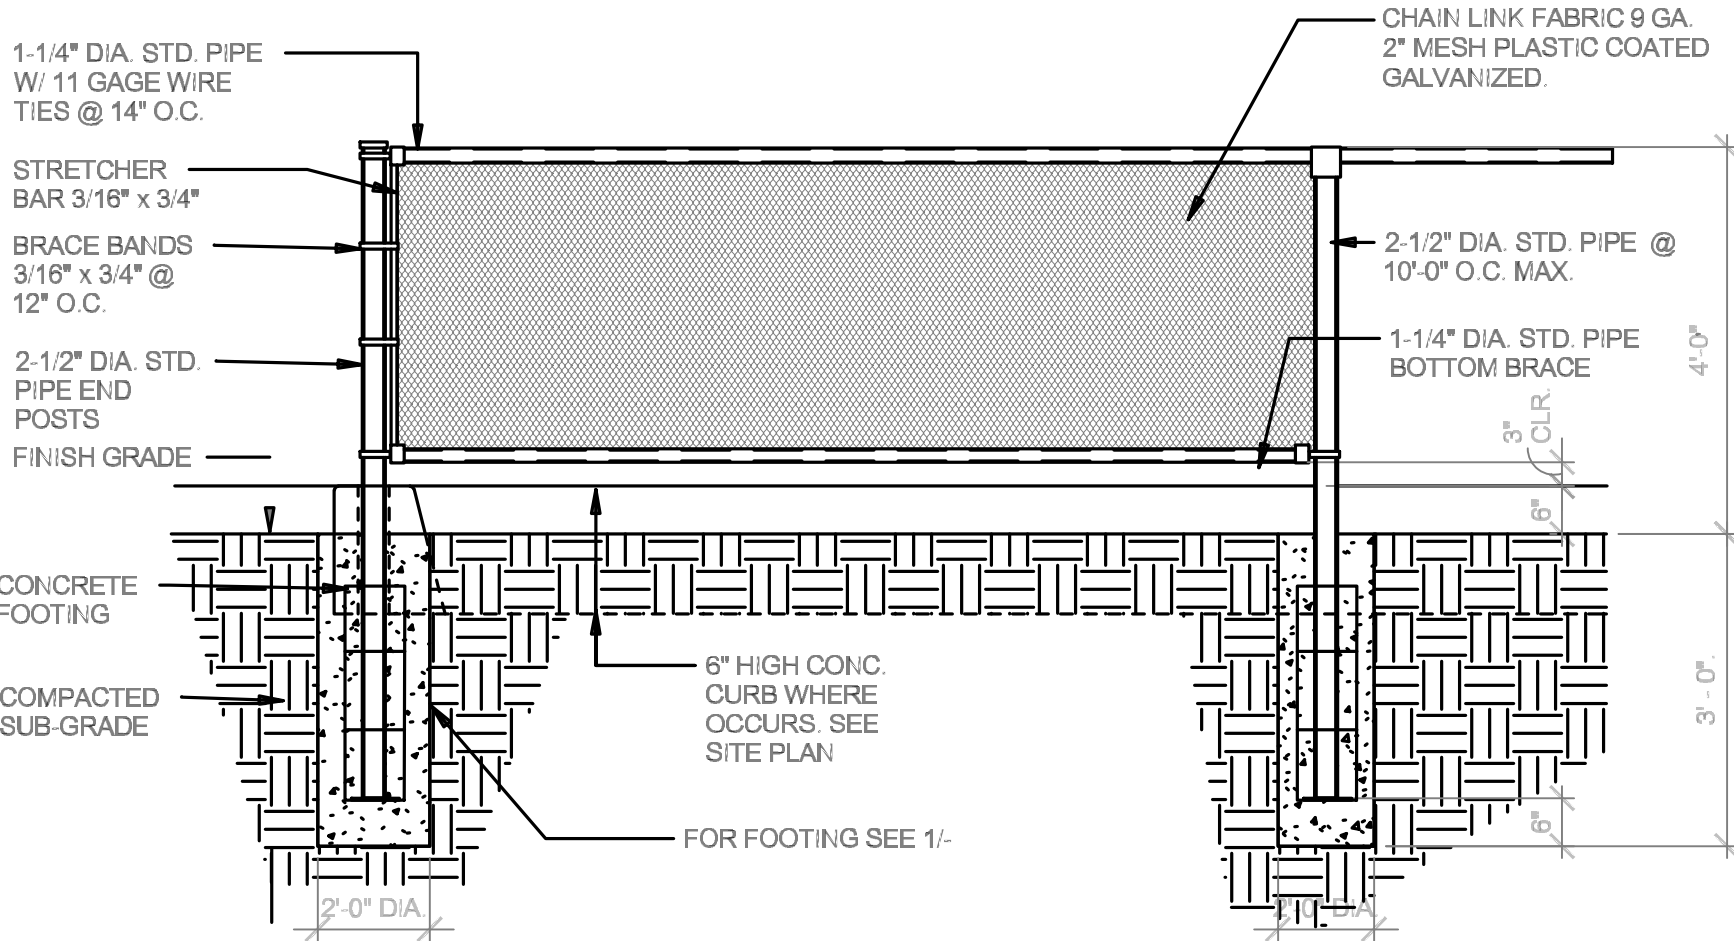 1-1/4" DIA. STD. PIPE
W/ 11 GAGE WIRE
TIES @ 14" O.C.
STRETCHER
BAR 3/16" x 3/4"
BRACE BANDS
3/16" x 3/4" @
12" O.C.
2-1/2" DIA. STD.
PIPE END
POSTS
FINISH GRADE
CONCRETE
FOOTING
COMPACTED
SUB-GRADE
2'-0" DIA.
6" HIGH CONC.
CURB WHERE
OCCURS. SEE
SITE PLAN
FOR FOOTING SEE 1/-
CHAIN LINK FABRIC 9 GA.
2" MESH PLASTIC COATED
GALVANIZED.
2-1/2" DIA. STD. PIPE @
10'-0" O.C. MAX.
1-1/4" DIA. STD. PIPE
BOTTOM BRACE
3"
CLR.
6"
4'-0"
3' - 0".
6"
2'-0" DIA.